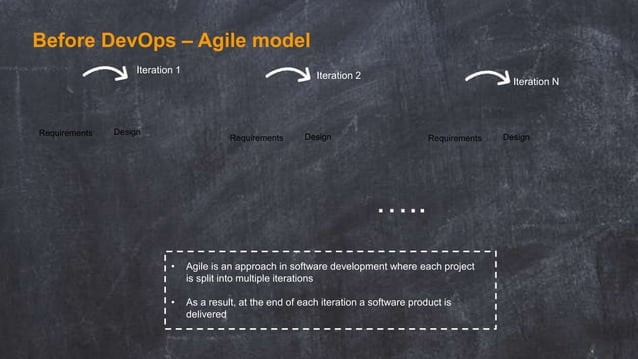 Before DevOps – Agile model
Iteration 1
Iteration 2
Iteration N
Requirements
Design
Requirements
Design
Requirements
Design
.....
• Agile is an approach in software development where each project
is split into multiple iterations
• As a result, at the end of each iteration a software product is
delivered